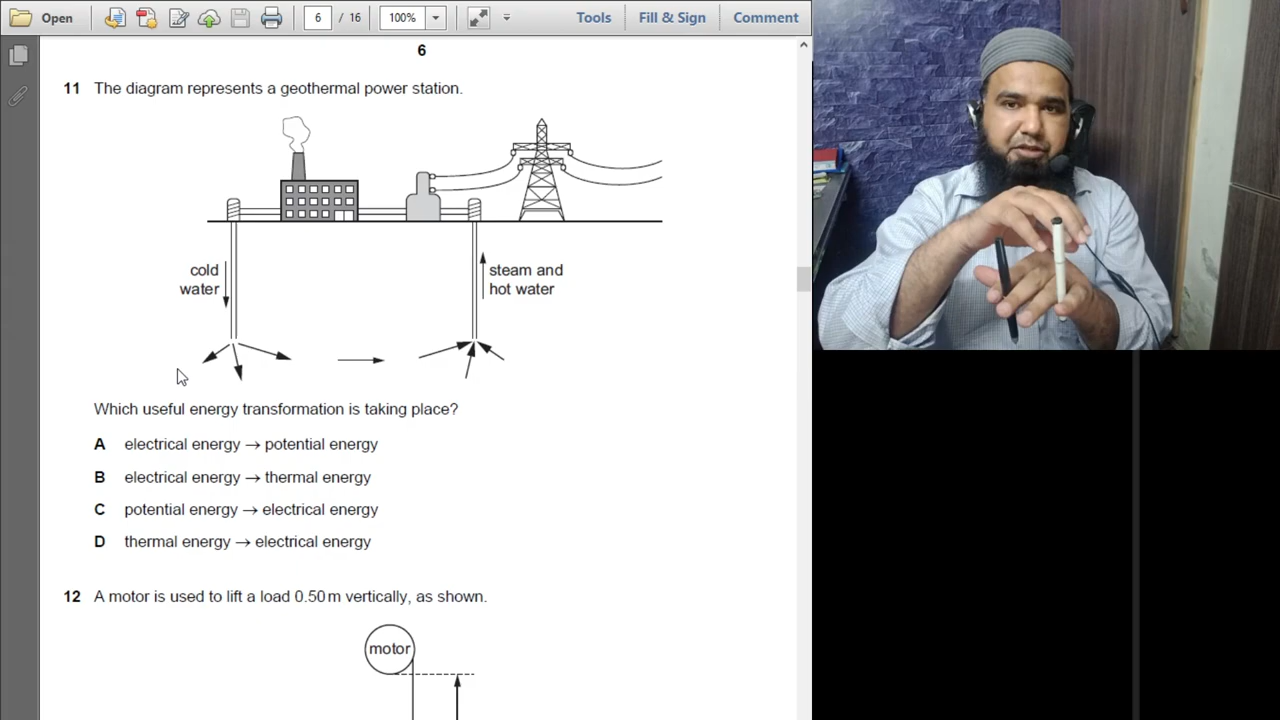 Open
6 / 16
100%
Tools
Fill & Sign
Comment
6
11 The diagram represents a geothermal power station.
cold
water
steam and
hot water
Which useful energy transformation is taking place?
A electrical energy → potential energy
B electrical energy → thermal energy
C potential energy → electrical energy
D thermal energy → electrical energy
12 A motor is used to lift a load 0.50 m vertically, as shown.
motor